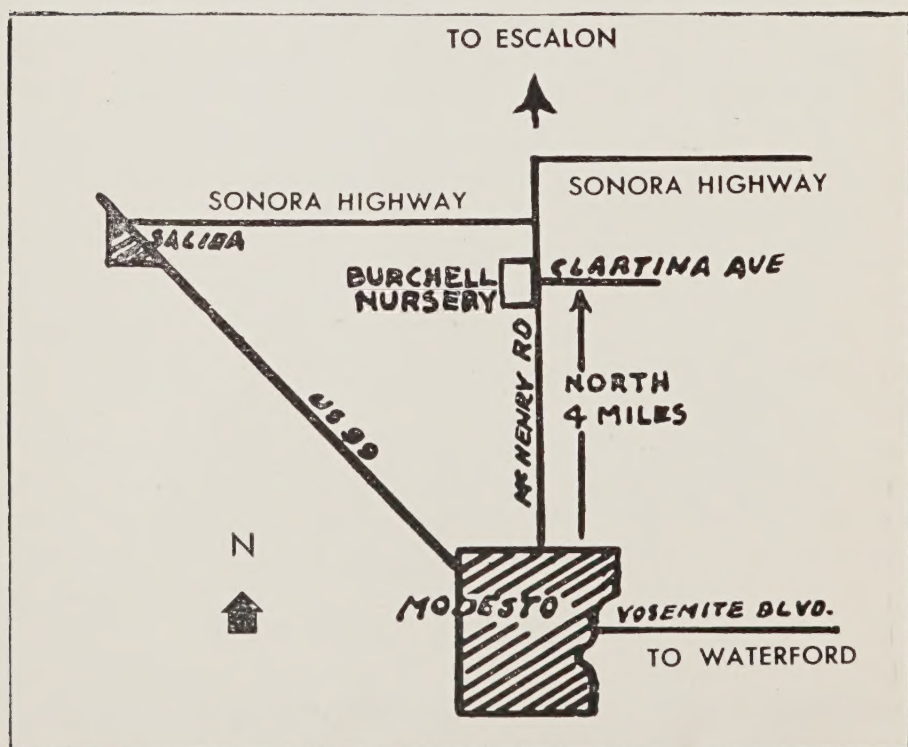 TO ESCALON
SONORA HIGHWAY
SONORA HIGHWAY
SALIDA
BURCHELL
NURSERY
CLARTINA AVE
McHENRY RD
NORTH
4 MILES
US 99
N
MODESTO
YOSEMITE BLVD.
TO WATERFORD